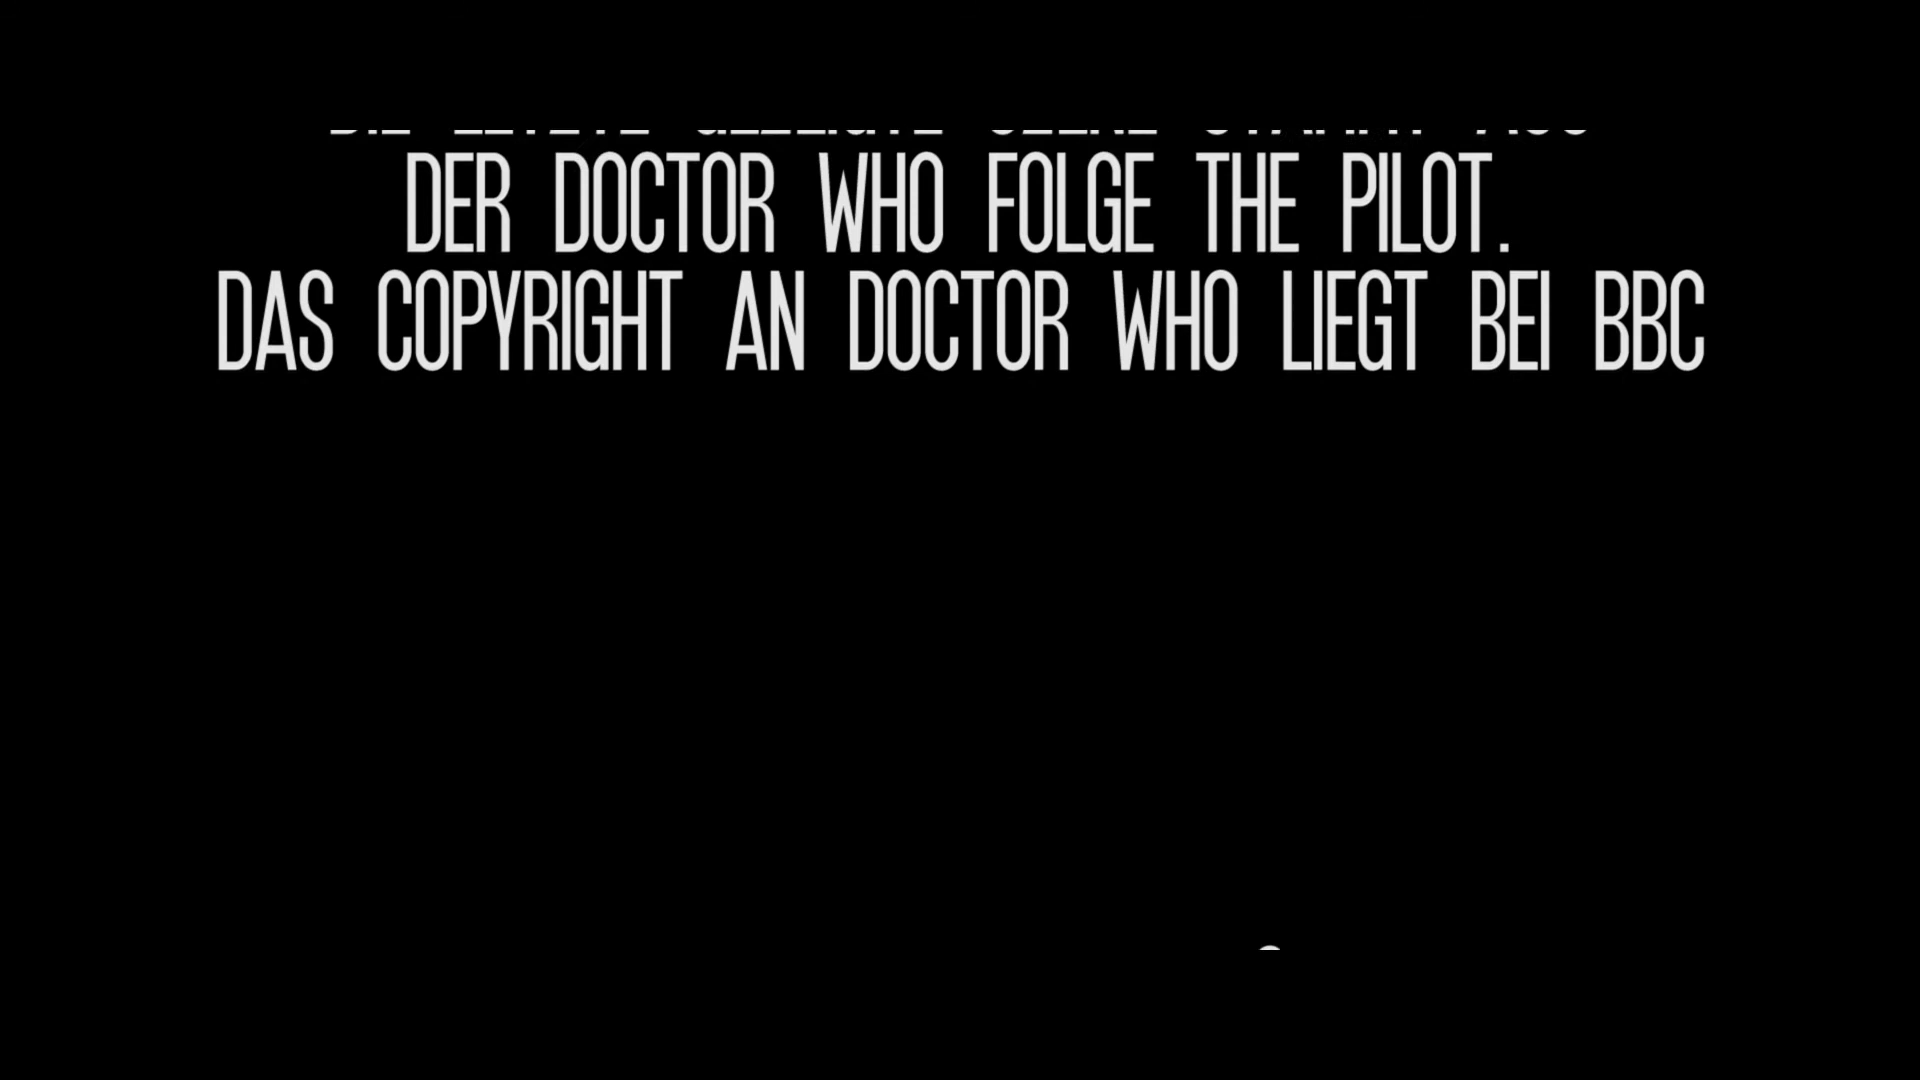 DER DOCTOR WHO FOLGE THE PILOT.
DAS COPYRIGHT AN DOCTOR WHO LIEGT BEI BBC